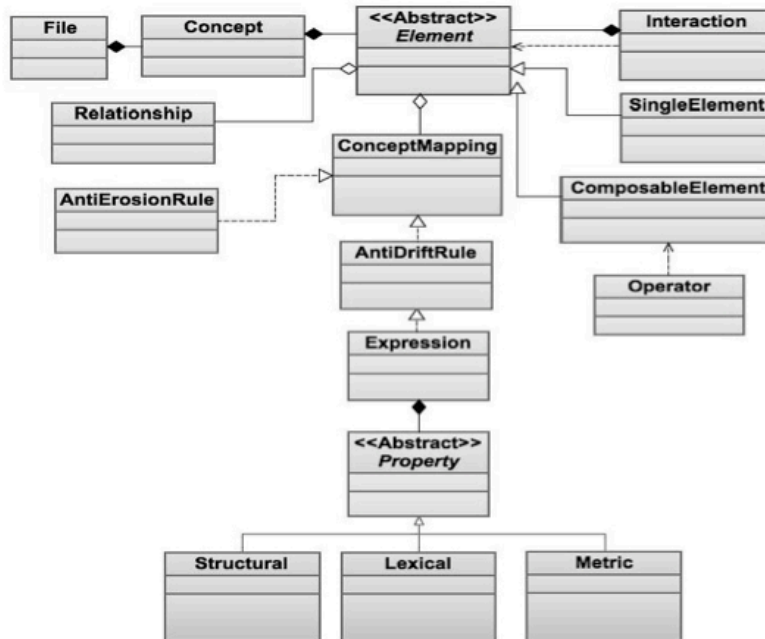 File
Concept
<<Abstract>>
Element
Interaction
Relationship
SingleElement
ConceptMapping
AntiErosionRule
ComposableElement
AntiDriftRule
Operator
Expression
<<Abstract>>
Property
Structural
Lexical
Metric